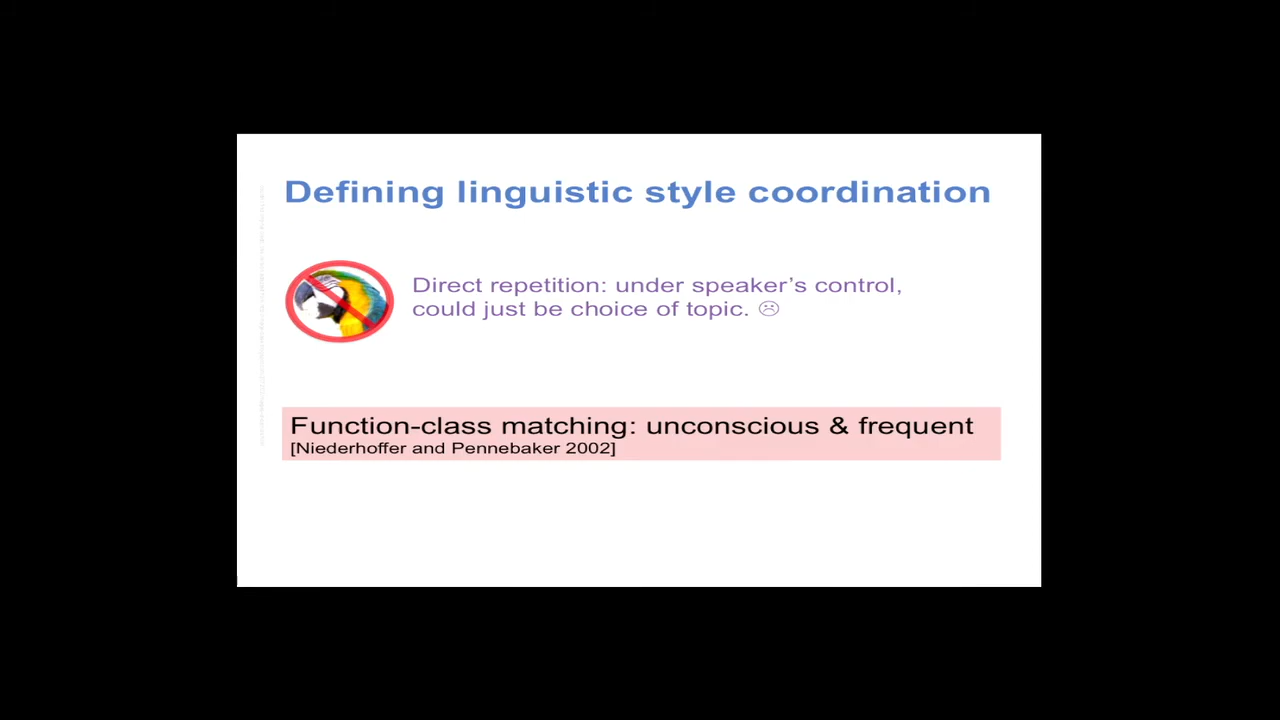 Defining linguistic style coordination
Direct repetition: under speaker’s control,
could just be choice of topic. ☹
Function-class matching: unconscious & frequent
[Niederhoffer and Pennebaker 2002]